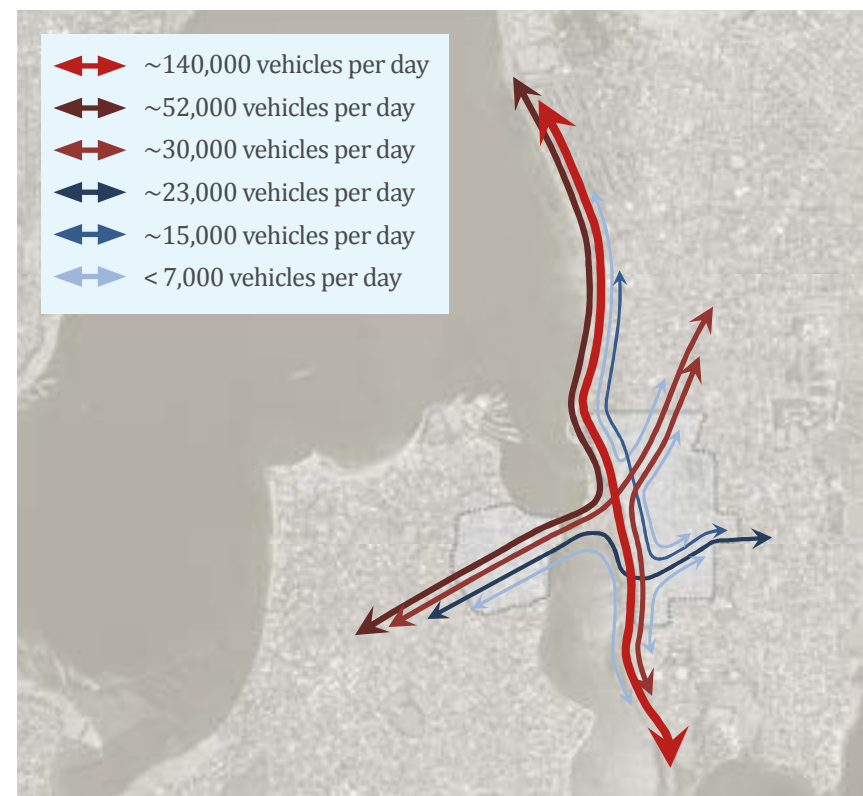 ~140,000 vehicles per day
~52,000 vehicles per day
~30,000 vehicles per day
~23,000 vehicles per day
~15,000 vehicles per day
< 7,000 vehicles per day